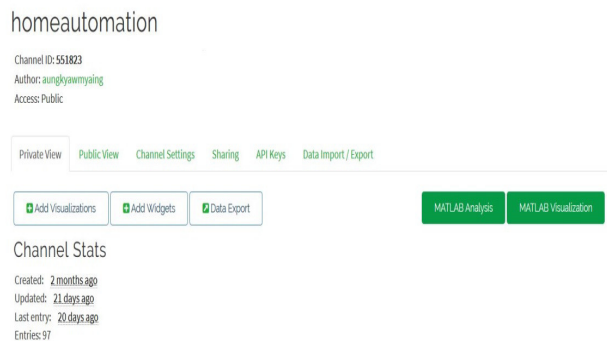 homeautomation
Channel ID: 551823
Author: aungkyawmyaing
Access: Public
Private View Public View Channel Settings Sharing API Keys Data Import / Export
Add Visualizations Add Widgets Data Export MATLAB Analysis MATLAB Visualization
Channel Stats
Created: 2 months ago
Updated: 21 days ago
Last entry: 20 days ago
Entries: 97